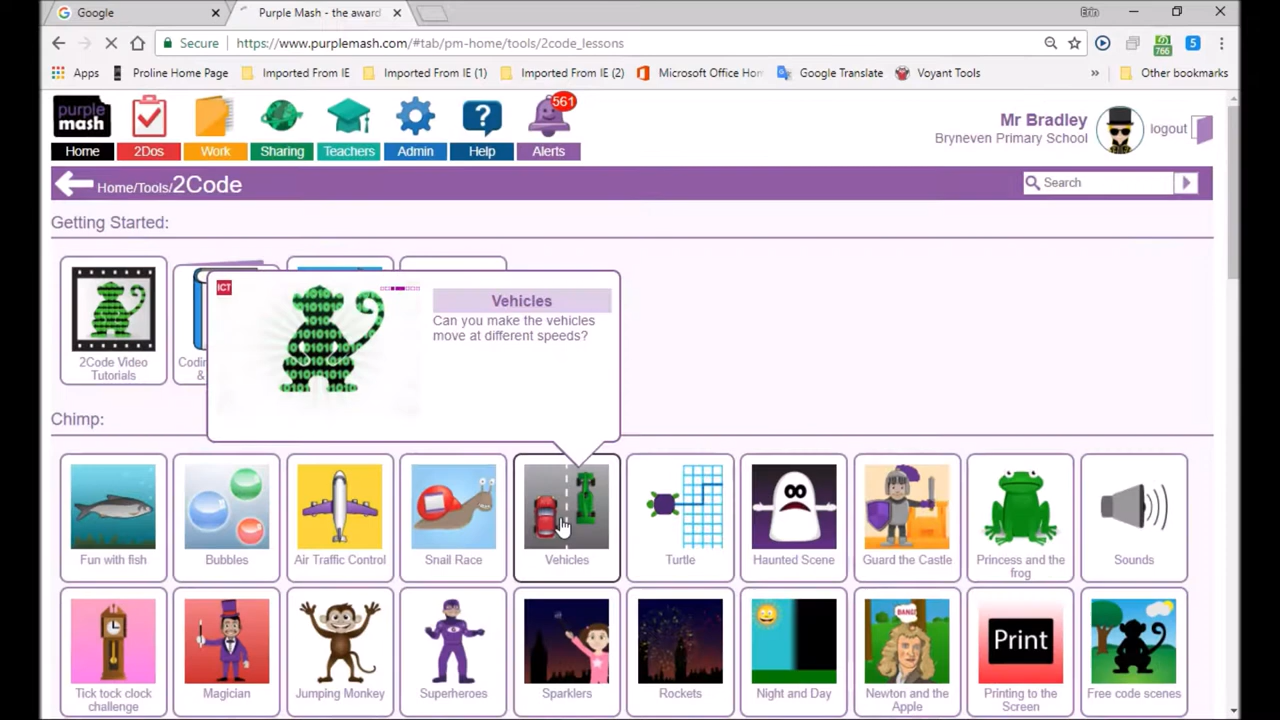 Google
Purple Mash - the award
Erin
Secure
https://www.purplemash.com/#tab/pm-home/tools/2code_lessons
766
5
Apps
Proline Home Page
Imported From IE
Imported From IE (1)
Imported From IE (2)
Microsoft Office Hom
Google Translate
Voyant Tools
»
Other bookmarks
purple
mash
561
Home
2Dos
Work
Sharing
Teachers
Admin
Help
Alerts
Mr Bradley
Bryneven Primary School
logout
Home/Tools/2Code
Search
Getting Started:
2Code Video
Tutorials
ICT
Vehicles
Can you make the vehicles
move at different speeds?
Chimp:
Fun with fish
Bubbles
Air Traffic Control
Snail Race
Vehicles
Turtle
Haunted Scene
Guard the Castle
Princess and the
frog
Sounds
BANG!
Print
Tick tock clock
challenge
Magician
Jumping Monkey
Superheroes
Sparklers
Rockets
Night and Day
Newton and the
Apple
Printing to the
Screen
Free code scenes